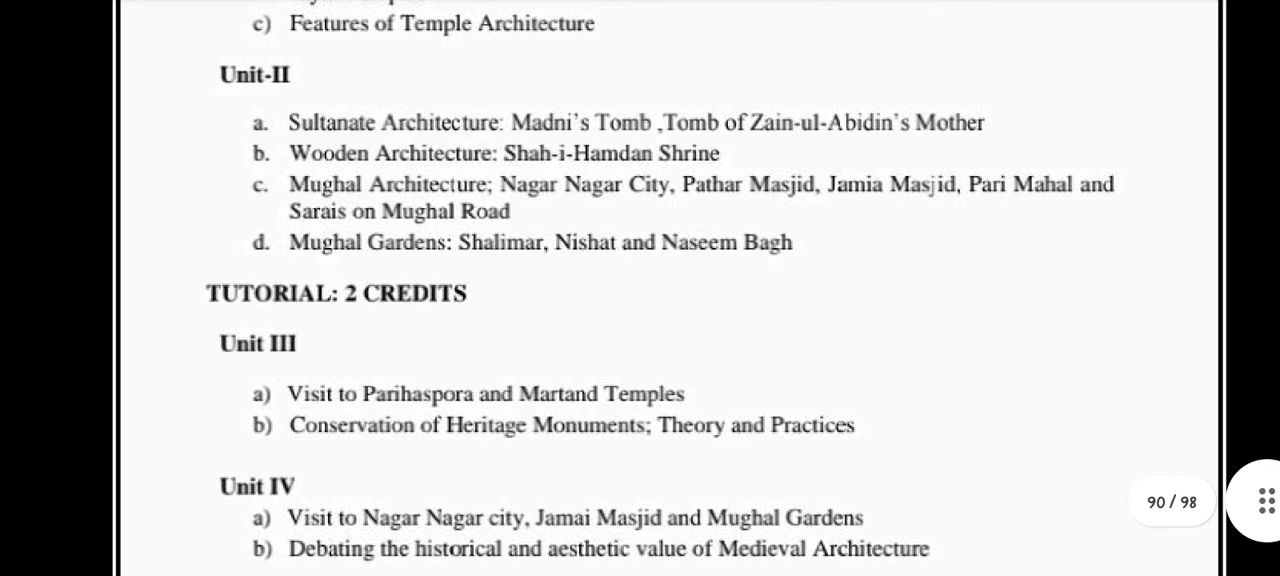 c) Features of Temple Architecture
Unit-II
a. Sultanate Architecture: Madni's Tomb ,Tomb of Zain-ul-Abidin's Mother
b. Wooden Architecture: Shah-i-Hamdan Shrine
c. Mughal Architecture; Nagar Nagar City, Pathar Masjid, Jamia Masjid, Pari Mahal and
Sarais on Mughal Road
d. Mughal Gardens: Shalimar, Nishat and Naseem Bagh
TUTORIAL: 2 CREDITS
Unit III
a) Visit to Parihaspora and Martand Temples
b) Conservation of Heritage Monuments; Theory and Practices
Unit IV
90 / 98
a) Visit to Nagar Nagar city, Jamai Masjid and Mughal Gardens
b) Debating the historical and aesthetic value of Medieval Architecture